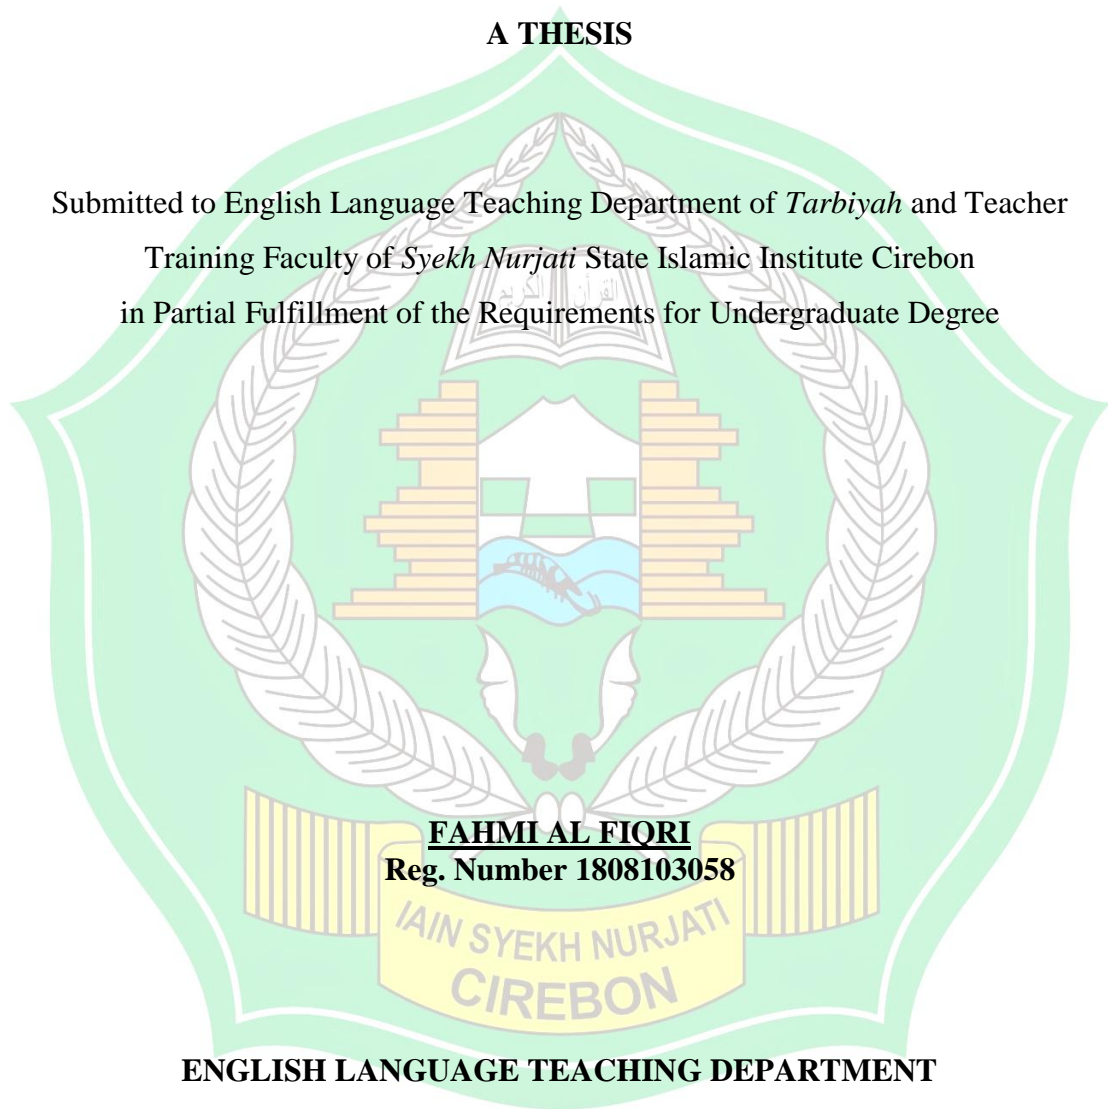 A THESIS
Submitted to English Language Teaching Department of Tarbiyah and Teacher
Training Faculty of Syekh Nurjati State Islamic Institute Cirebon
القرآن الكريم
in Partial Fulfillment of the Requirements for Undergraduate Degree
FAHMI AL FIQRI
Reg. Number 1808103058
IAIN SYEKH NURJATI
CIREBON
ENGLISH LANGUAGE TEACHING DEPARTMENT